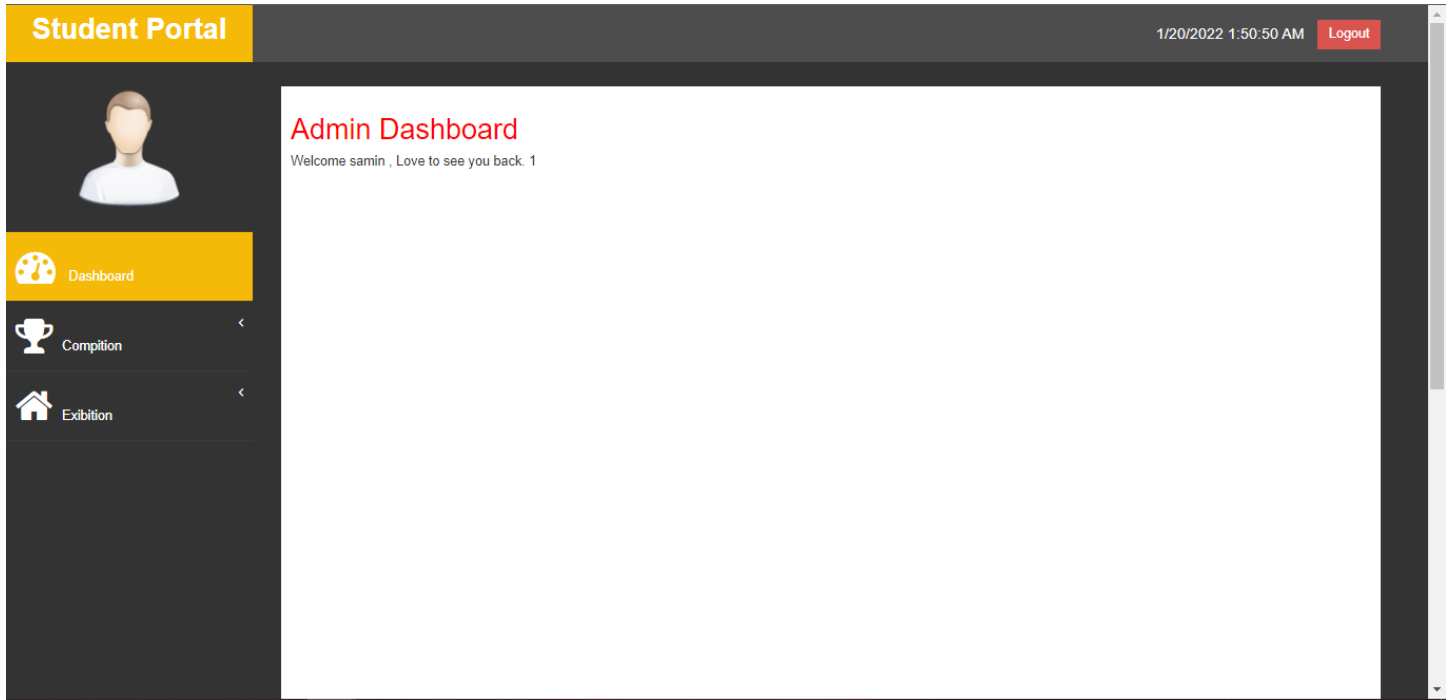 Student Portal
1/20/2022 1:50:50 AM Logout
Admin Dashboard
Welcome samin , Love to see you back. 1
Dashboard
Compition
Exibition